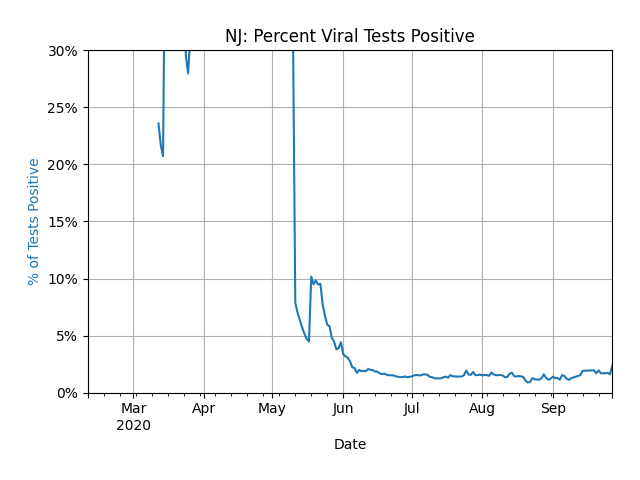 NJ: Percent Viral Tests Positive
30%
25%
20%
15%
10%
5%
0%
% of Tests Positive
Mar Apr May Jun Jul Aug Sep
2020
Date